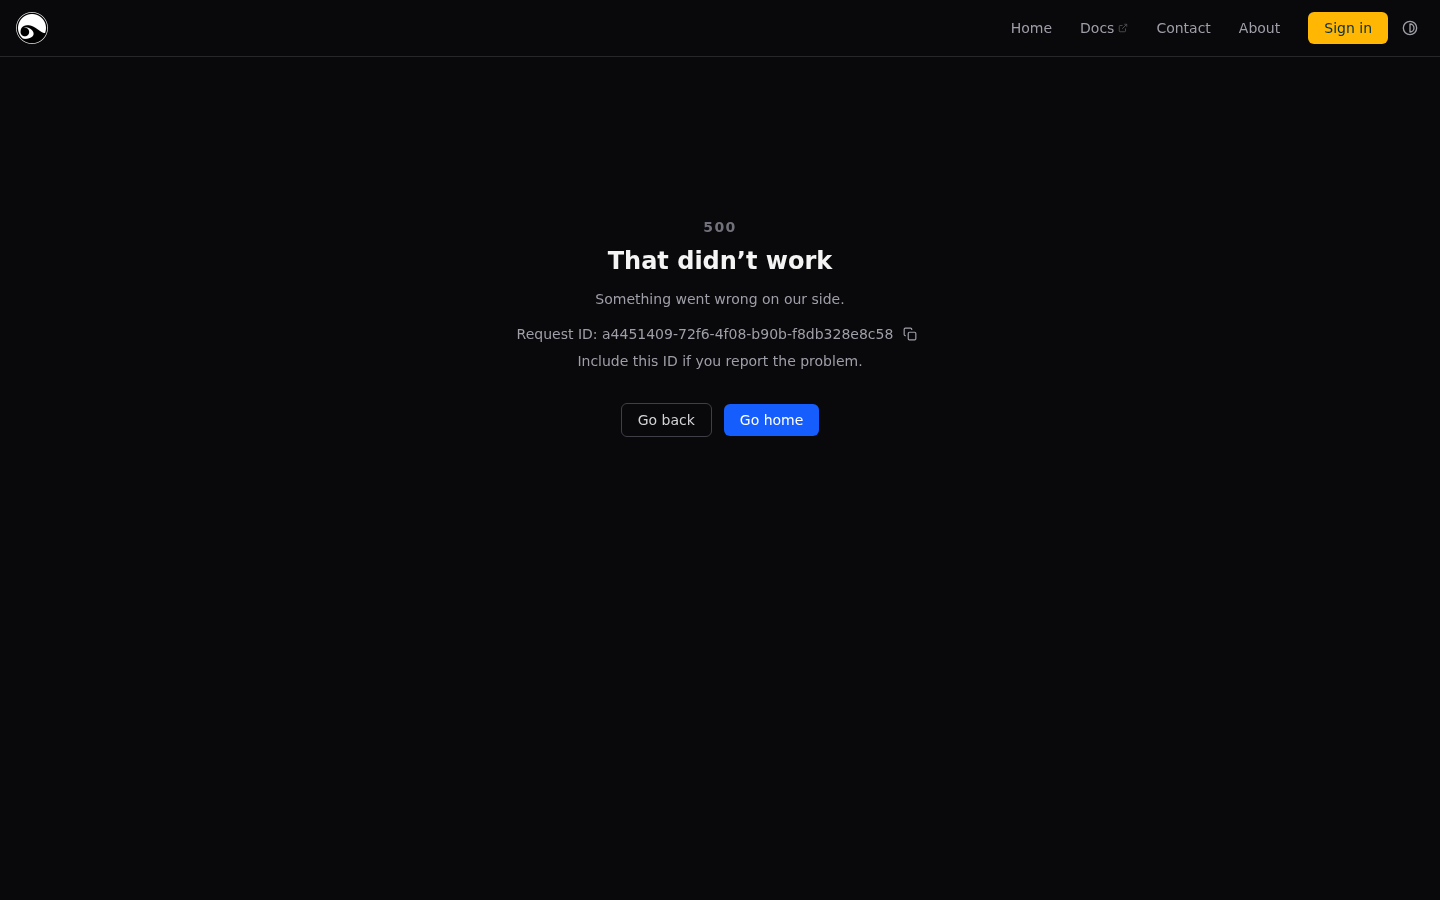 Home
Docs
Contact
About
Sign in
500
That didn’t work
Something went wrong on our side.
Request ID: a4451409-72f6-4f08-b90b-f8db328e8c58
Include this ID if you report the problem.
Go back
Go home